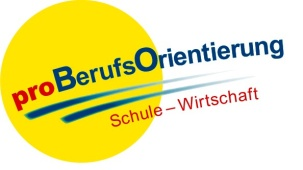 proBerufsOrientierung
Schule – Wirtschaft